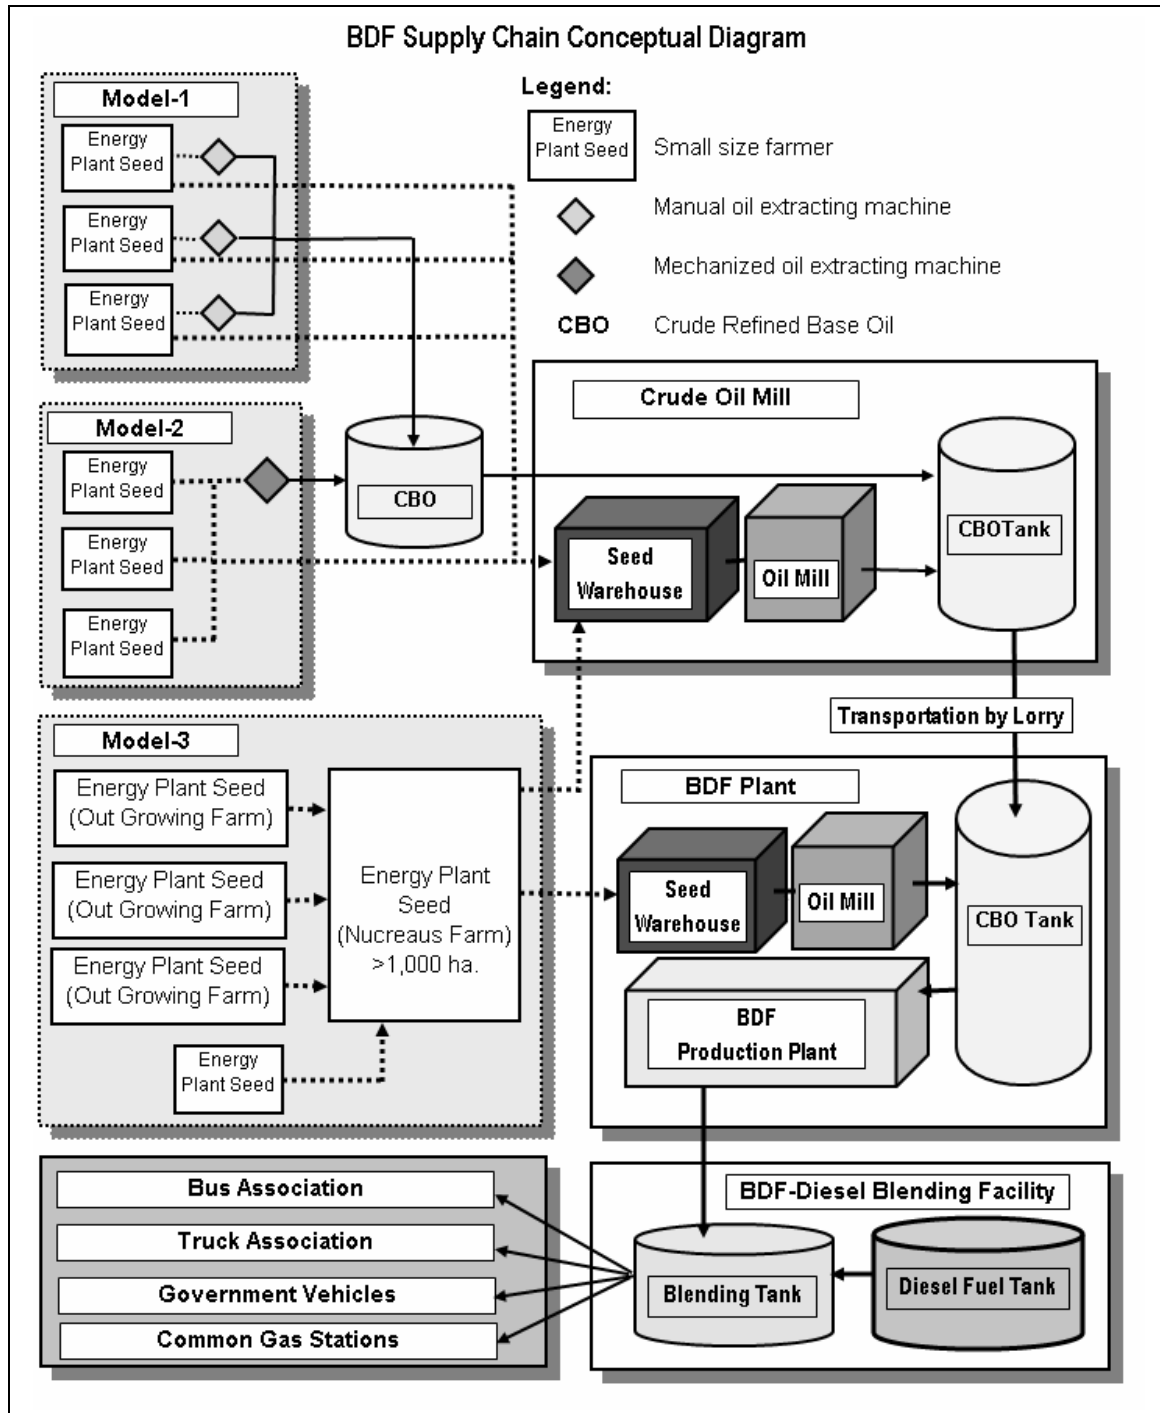 BDF Supply Chain Conceptual Diagram
Model-1
Energy
Plant Seed
Energy
Plant Seed
Energy
Plant Seed
Legend:
Energy
Plant Seed
Small size farmer
Manual oil extracting machine
Mechanized oil extracting machine
CBO
Crude Refined Base Oil
Model-2
Energy
Plant Seed
Energy
Plant Seed
Energy
Plant Seed
CBO
Crude Oil Mill
Seed
Warehouse
Oil Mill
CBOTank
Transportation by Lorry
Model-3
Energy Plant Seed
(Out Growing Farm)
Energy Plant Seed
(Out Growing Farm)
Energy Plant Seed
(Out Growing Farm)
Energy
Plant Seed
Energy Plant
Seed
(Nucreaus Farm)
>1,000 ha.
BDF Plant
Seed
Warehouse
Oil Mill
CBO Tank
BDF
Production Plant
Bus Association
Truck Association
Government Vehicles
Common Gas Stations
BDF-Diesel Blending Facility
Blending Tank
Diesel Fuel Tank